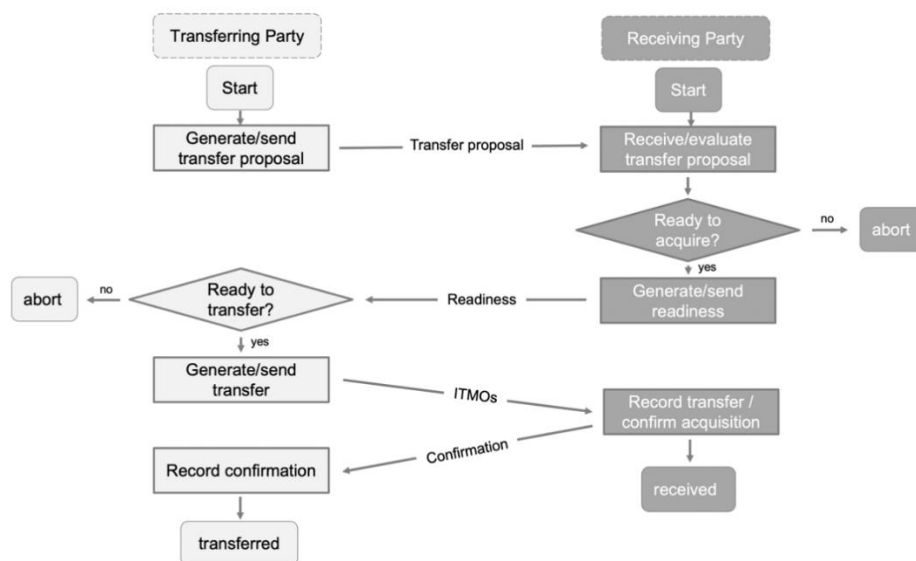 Transferring Party
Receiving Party
Start
Start
Generate/send
transfer proposal
Transfer proposal
Receive/evaluate
transfer proposal
Ready to
acquire?
no
abort
yes
Generate/send
readiness
Readiness
Ready to
transfer?
no
abort
yes
Generate/send
transfer
ITMOs
Record transfer /
confirm acquisition
Confirmation
Record confirmation
received
transferred